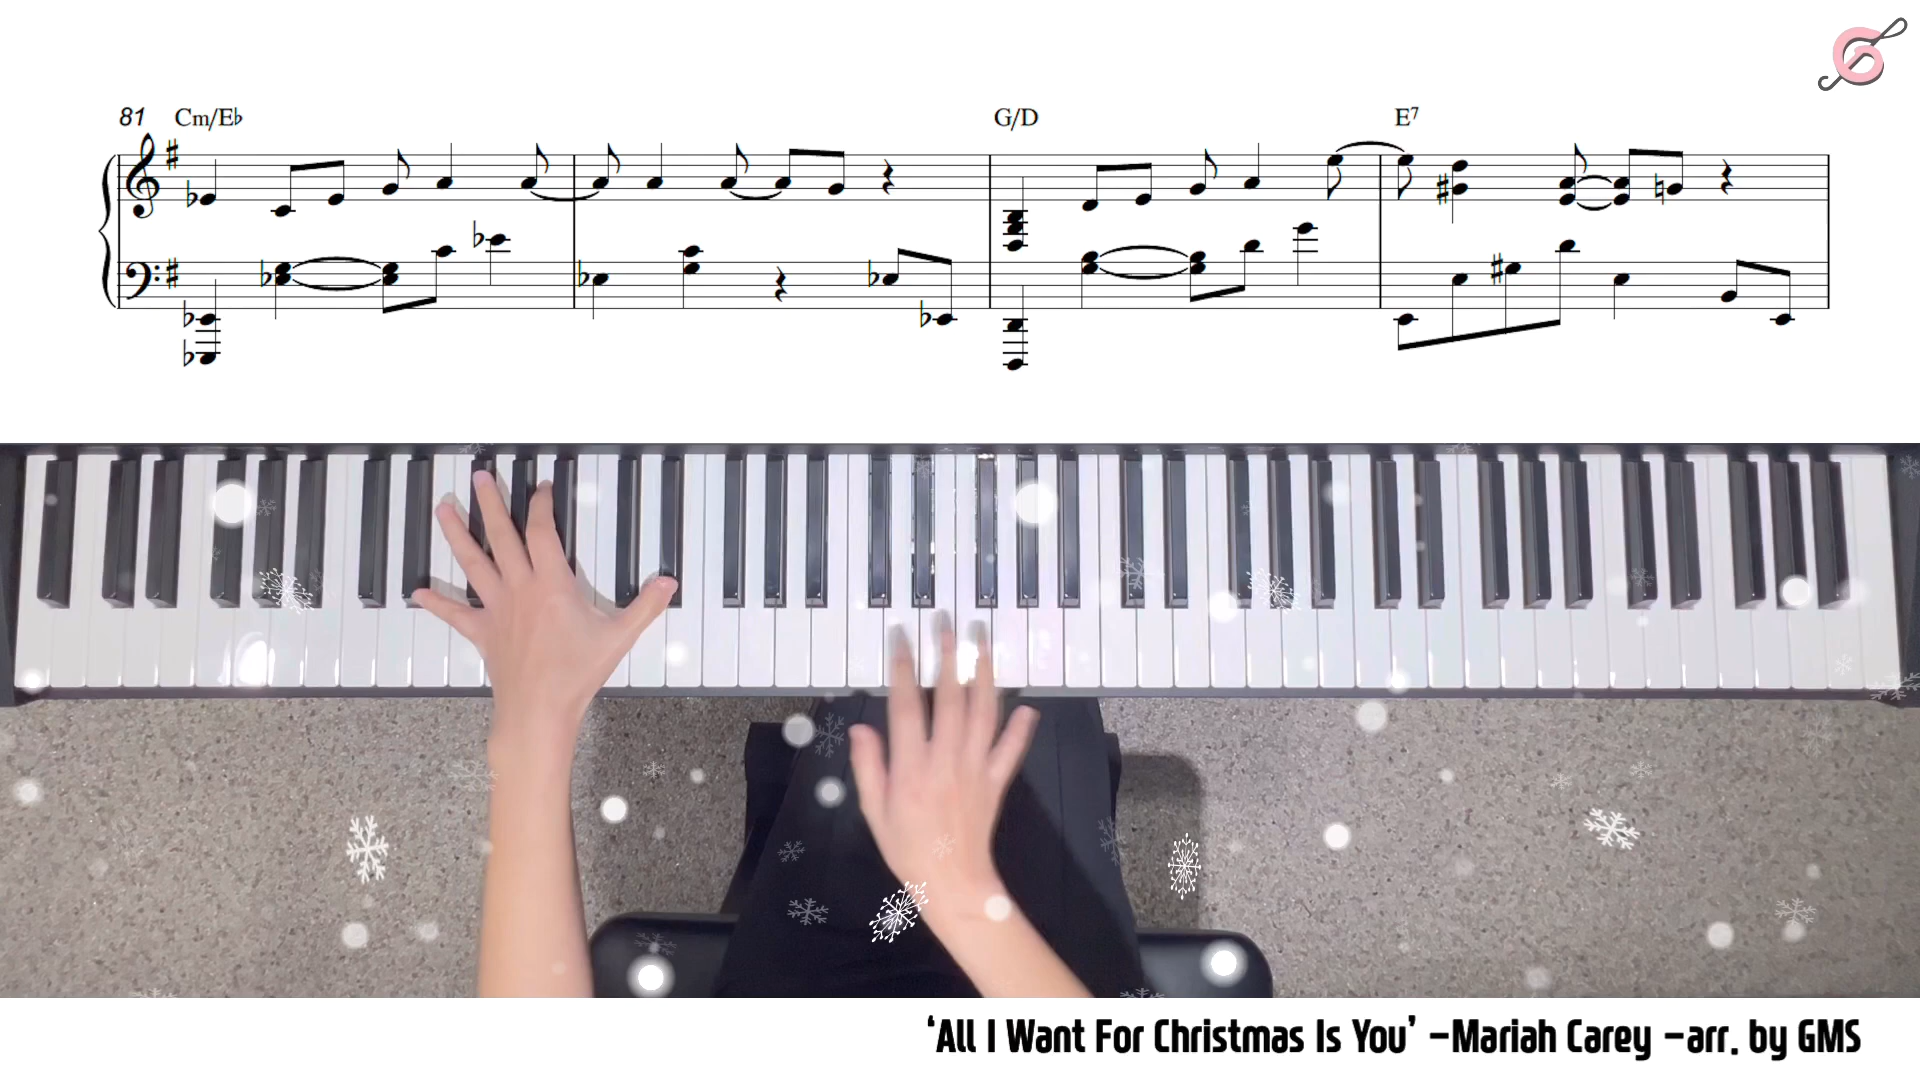 81 Cm/E♭ G/D E7
‘All I Want For Christmas Is You’ -Mariah Carey -arr. by GMS